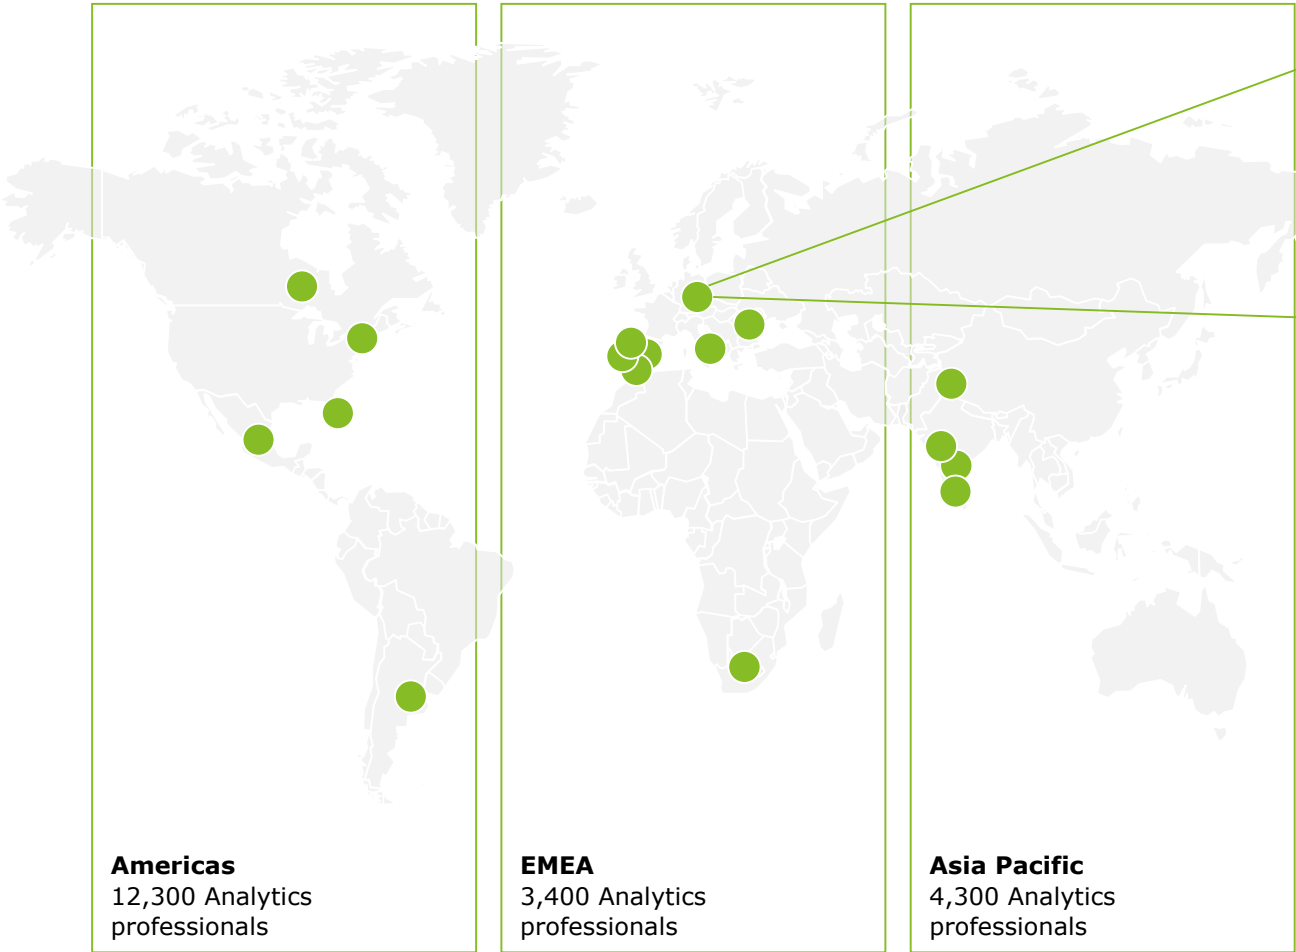 Americas
12,300 Analytics
professionals
EMEA
3,400 Analytics
professionals
Asia Pacific
4,300 Analytics
professionals